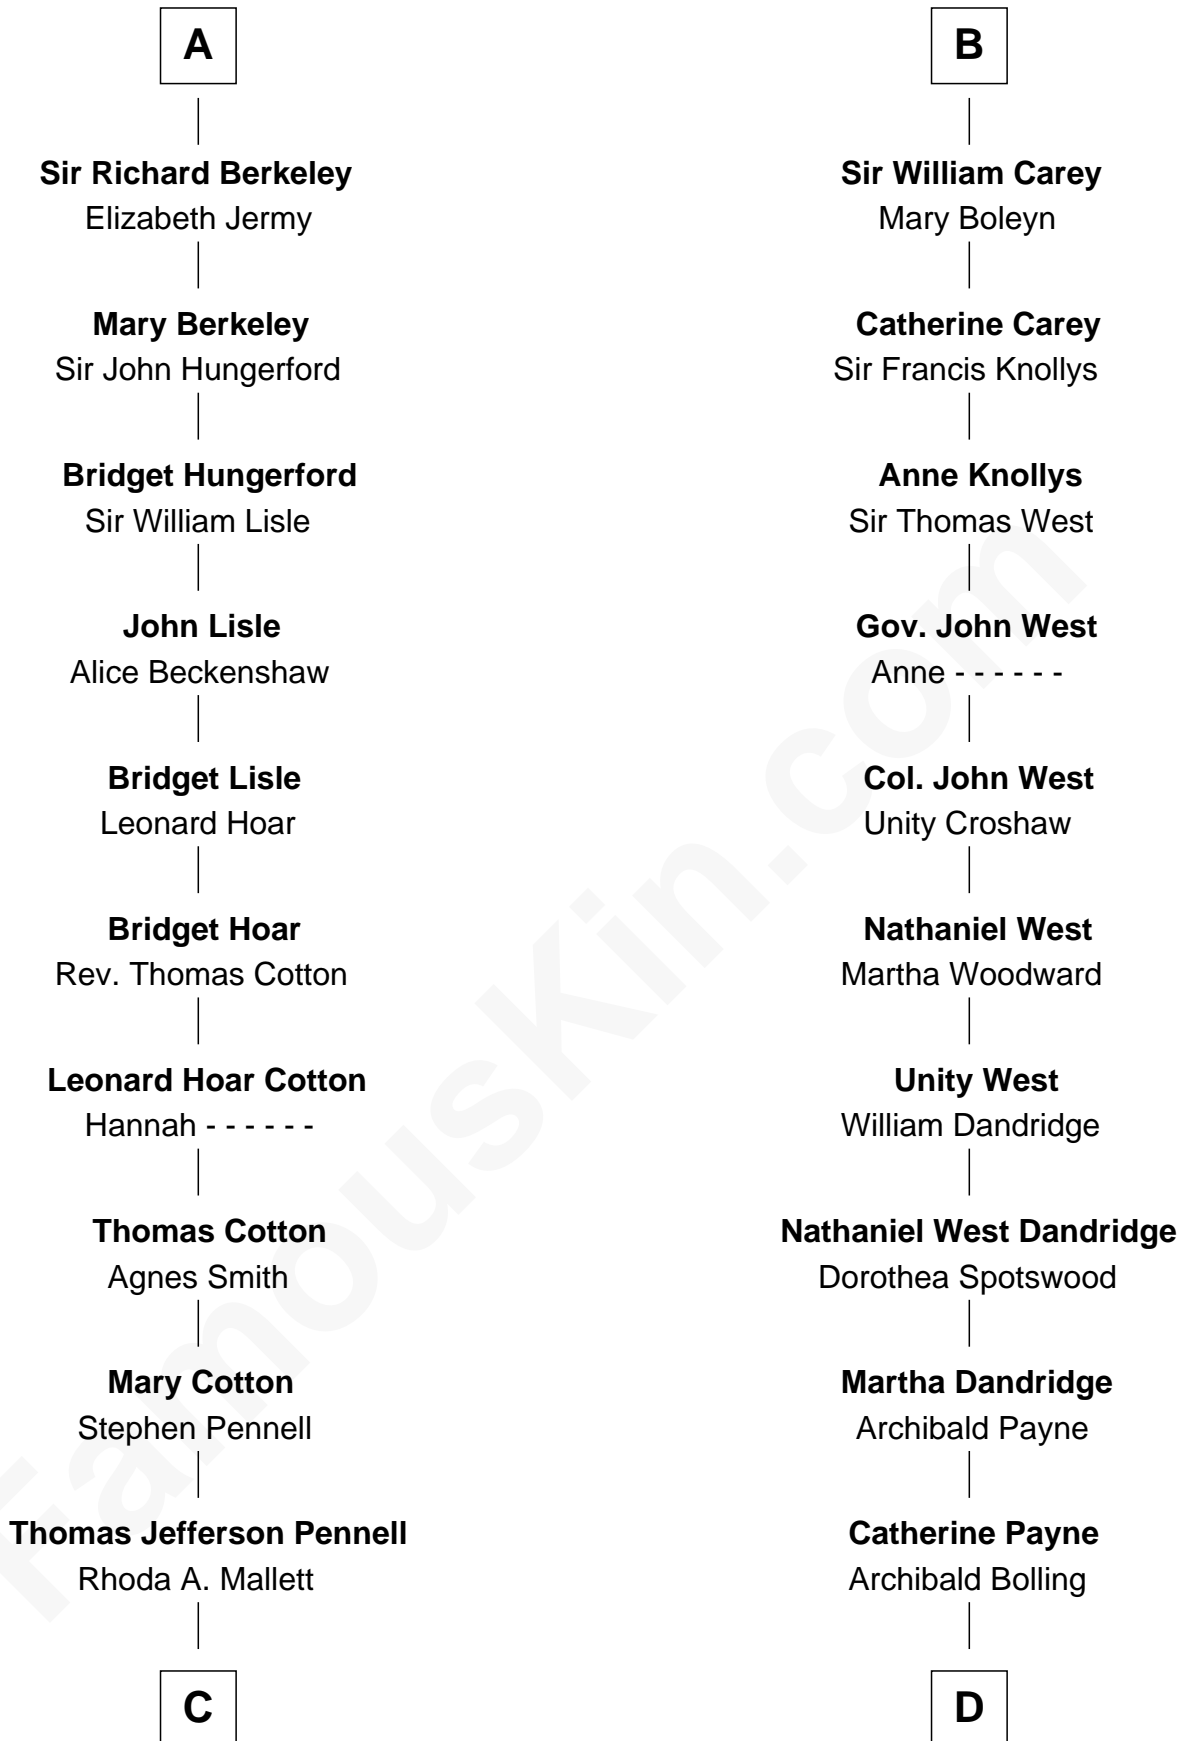 A
Sir Richard Berkeley
Elizabeth Jermy
Mary Berkeley
Sir John Hungerford
Bridget Hungerford
Sir William Lisle
John Lisle
Alice Beckenshaw
Bridget Lisle
Leonard Hoar
Bridget Hoar
Rev. Thomas Cotton
Leonard Hoar Cotton
Hannah - - - - - -
Thomas Cotton
Agnes Smith
Mary Cotton
Stephen Pennell
Thomas Jefferson Pennell
Rhoda A. Mallett
C
B
Sir William Carey
Mary Boleyn
Catherine Carey
Sir Francis Knollys
Anne Knollys
Sir Thomas West
Gov. John West
Anne - - - - - -
Col. John West
Unity Croshaw
Nathaniel West
Martha Woodward
Unity West
William Dandridge
Nathaniel West Dandridge
Dorothea Spotswood
Martha Dandridge
Archibald Payne
Catherine Payne
Archibald Bolling
D
FamousKin.com